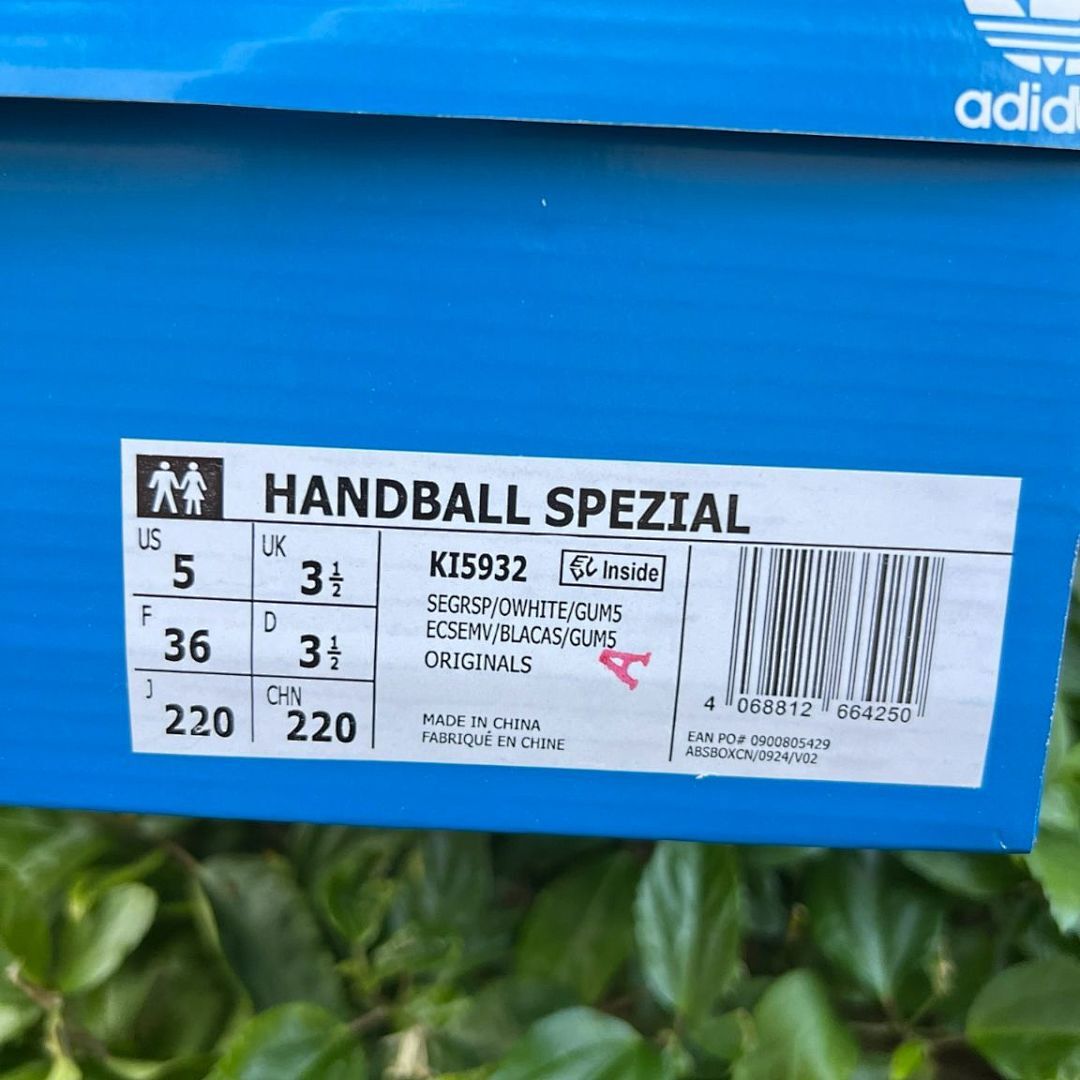 adid
HANDBALL SPEZIAL
US
5
UK
3 1/2
F
36
D
3 1/2
J
220
CHN
220
KI5932
Inside
SEGRSP/OWHITE/GUM5
ECSEMV/BLACAS/GUM5
ORIGINALS
A
MADE IN CHINA
FABRIQUÉ EN CHINE
4 068812 664250
EAN PO# 0900805429
ABSBOXCN/0924/V02